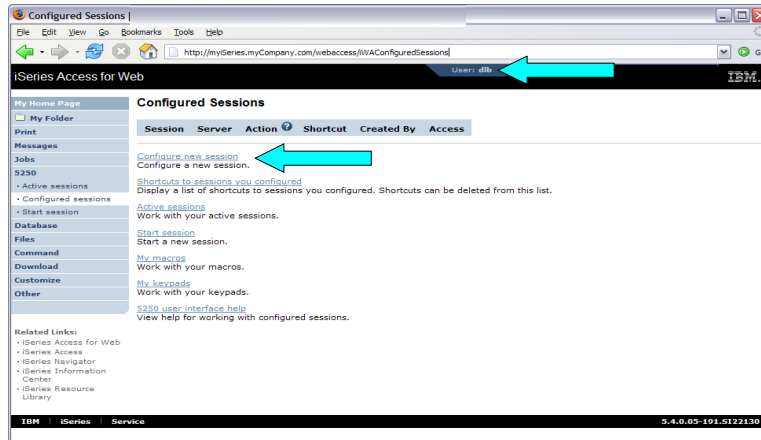 Configured Sessions |
File Edit View Go Bookmarks Tools Help
http://myiSeries.myCompany.com/webaccess/iWAConfiguredSessions
G
iSeries Access for Web
User: dlb
IBM.
My Home Page
My Folder
Print
Messages
Jobs
5250
• Active sessions
• Configured sessions
• Start session
Database
Files
Command
Download
Customize
Other
Related Links:
• iSeries Access for Web
• iSeries Access
• iSeries Navigator
• iSeries Information
Center
• iSeries Resource
Library
Configured Sessions
Session Server Action ? Shortcut Created By Access
Configure new session
Configure a new session.
Shortcuts to sessions you configured
Display a list of shortcuts to sessions you configured. Shortcuts can be deleted from this list.
Active sessions
Work with your active sessions.
Start session
Start a new session.
My macros
Work with your macros.
My keypads
Work with your keypads.
5250 user interface help
View help for working with configured sessions.
IBM | iSeries | Service
5.4.0.05-191.SI22130